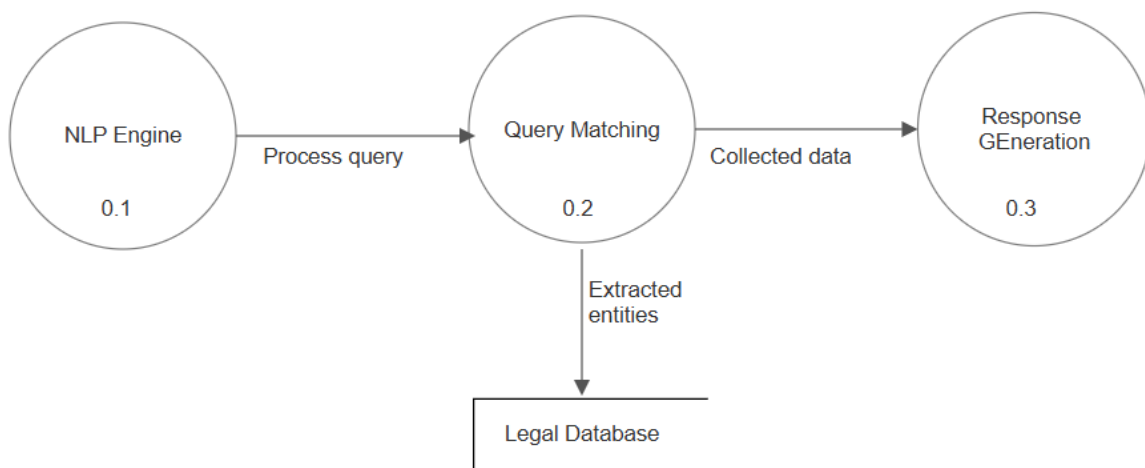 NLP Engine
Process query
0.1
Query Matching
Collected data
0.2
Response
GEneration
0.3
Extracted
entities
Legal Database